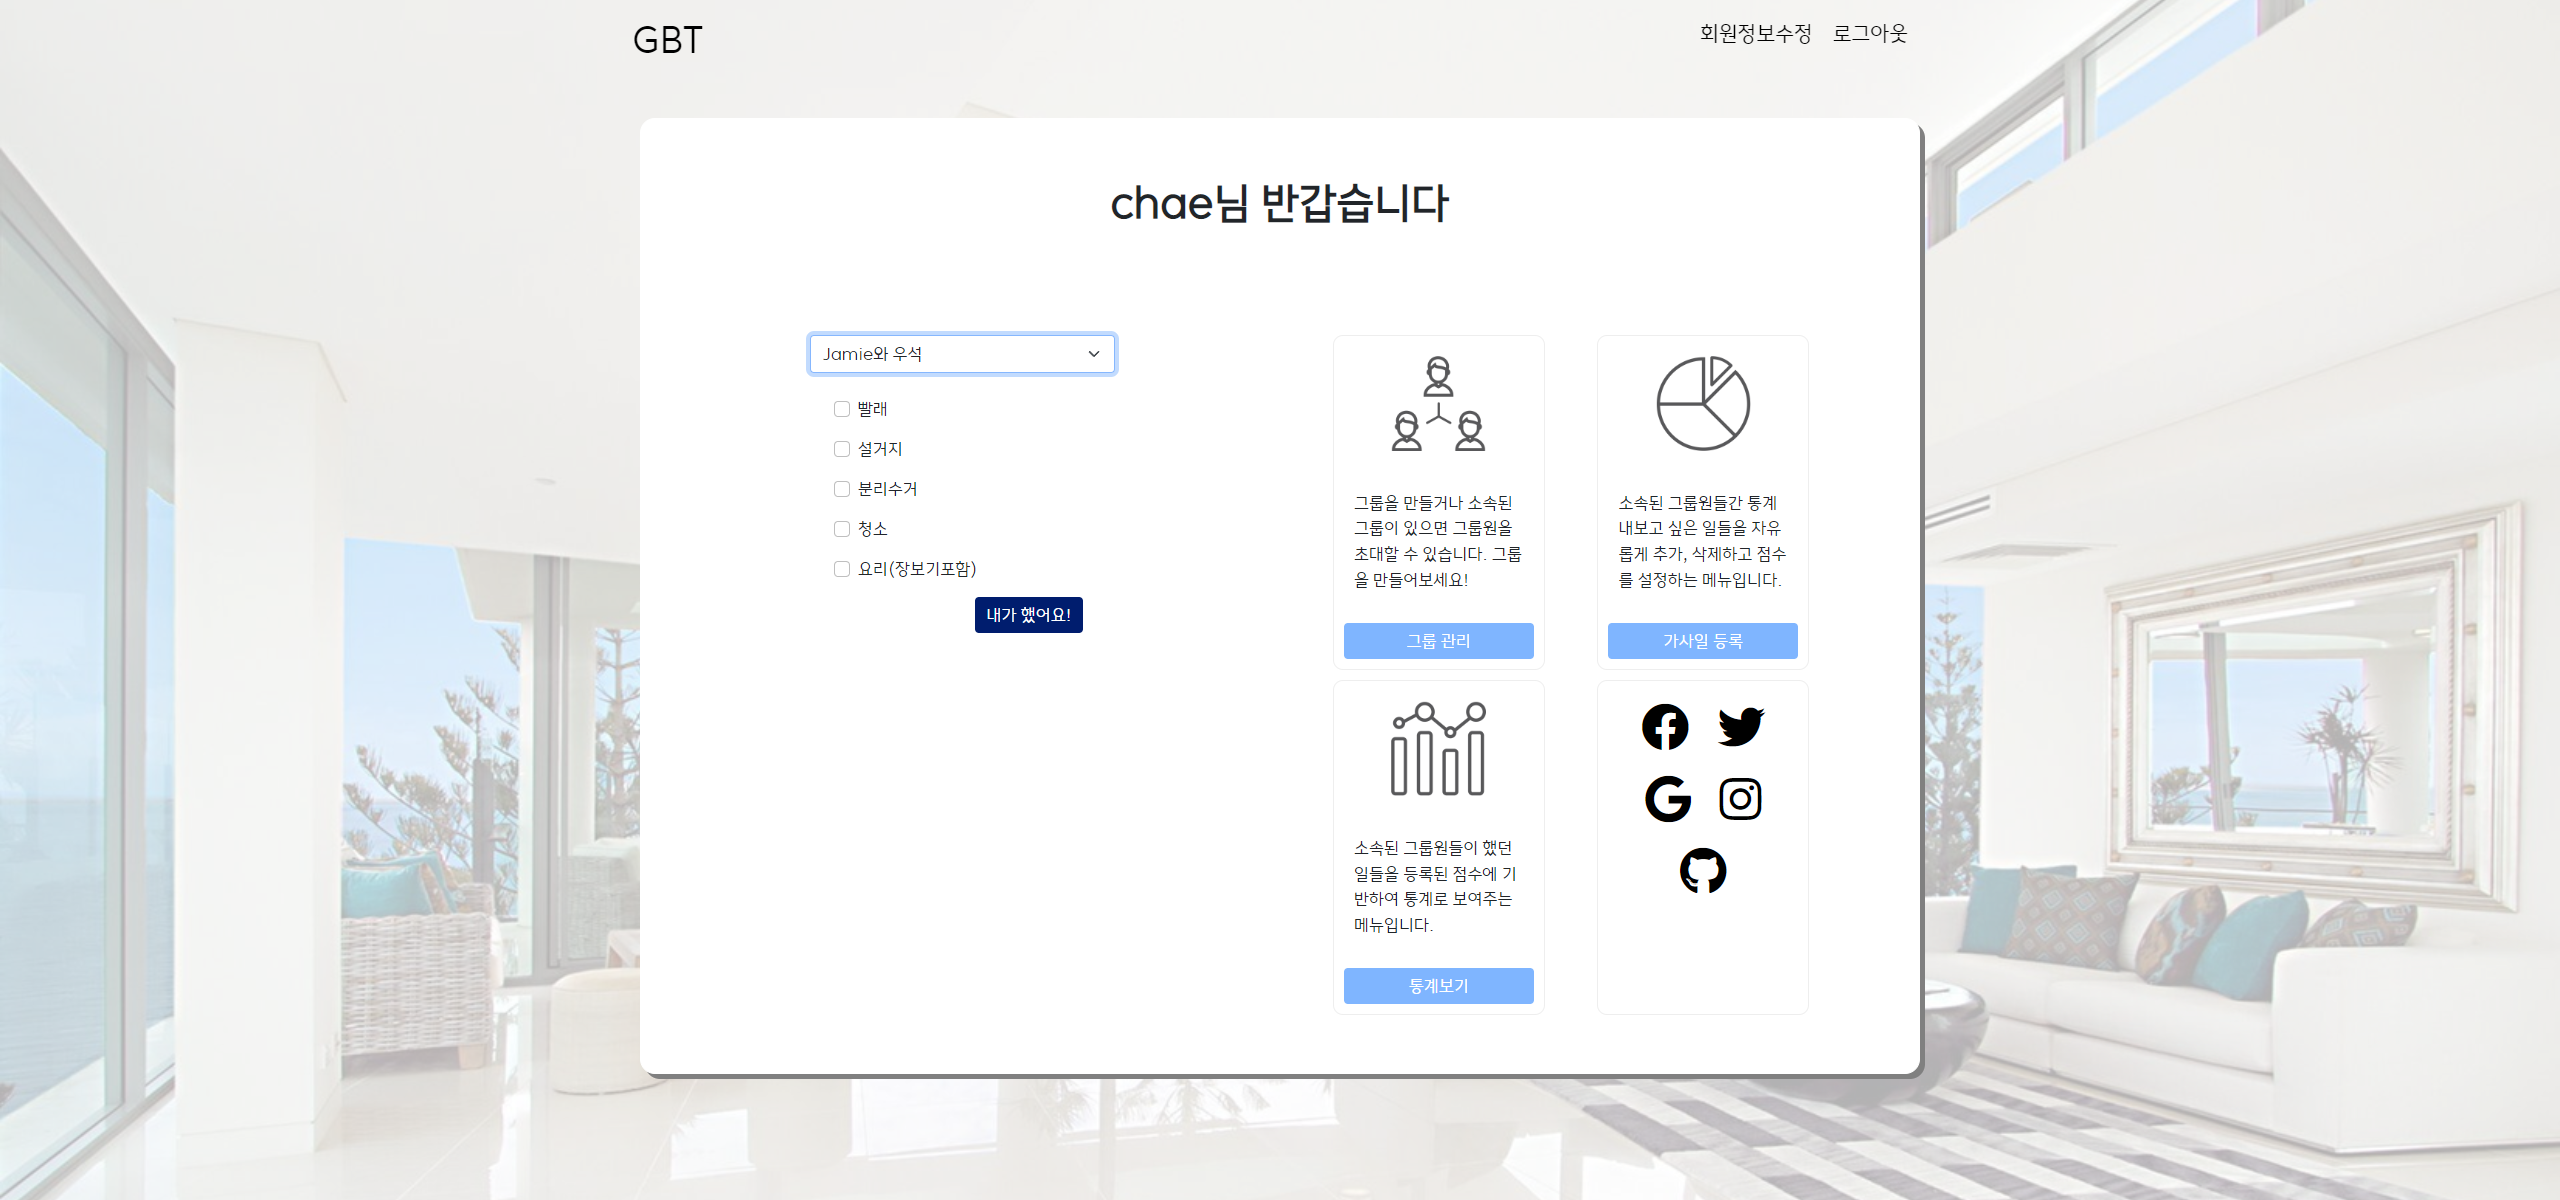 GBT
회원정보수정 로그아웃
chae님 반갑습니다
Jamie와 우석
빨래
설거지
분리수거
청소
요리(장보기포함)
내가 했어요!
그룹을 만들거나 소속된
그룹이 있으면 그룹원을
초대할 수 있습니다. 그룹
을 만들어보세요!
그룹 관리
소속된 그룹원들간 통계
내보고 싶은 일들을 자유
롭게 추가, 삭제하고 점수
를 설정하는 메뉴입니다.
가사일 등록
소속된 그룹원들이 했던
일들을 등록된 점수에 기
반하여 통계로 보여주는
메뉴입니다.
통계보기